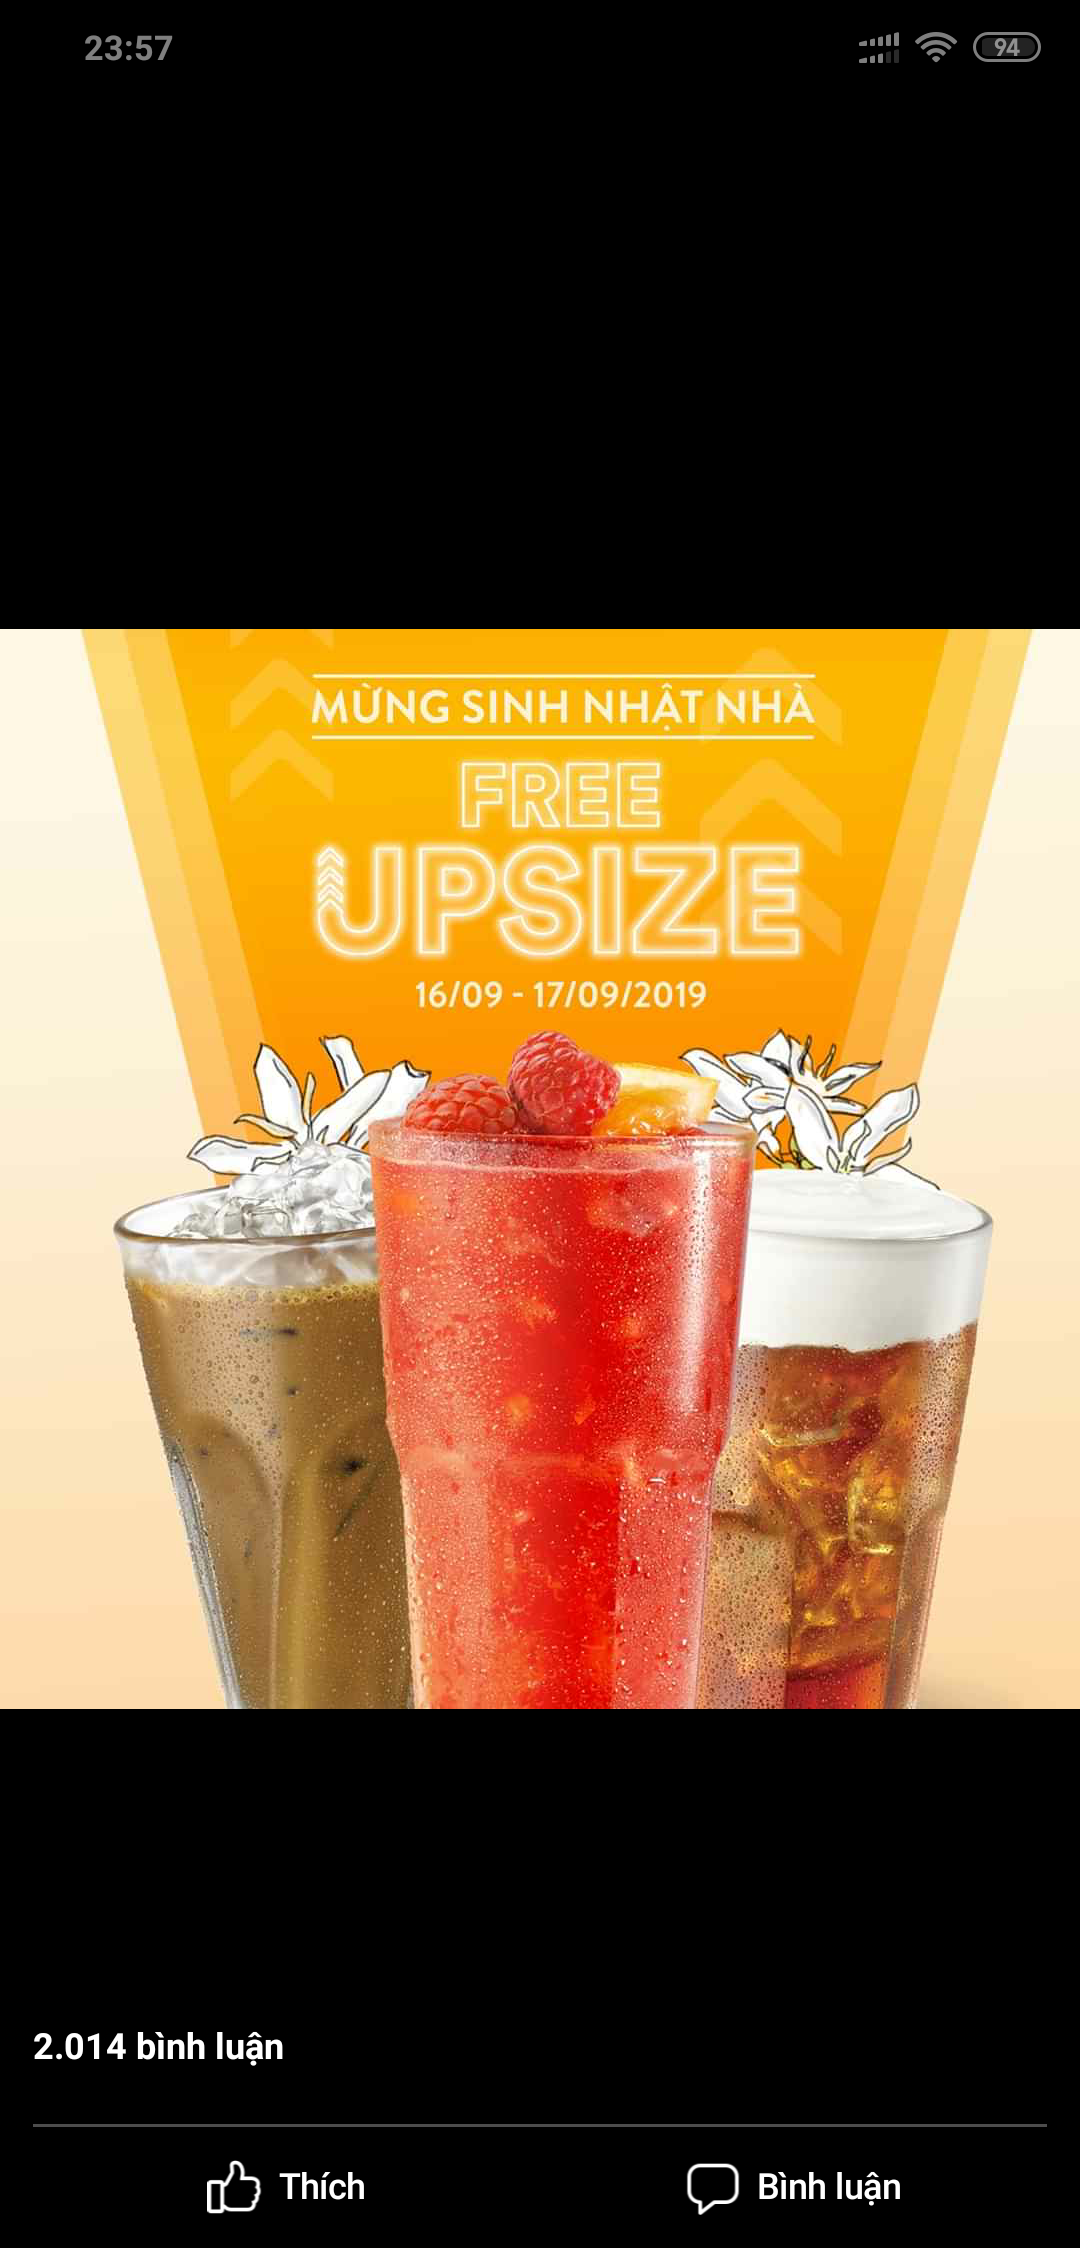 23:57
94
MỪNG SINH NHẬT NHÀ
FREE
UPSIZE
16/09 - 17/09/2019
2.014 bình luận
Thích
Bình luận